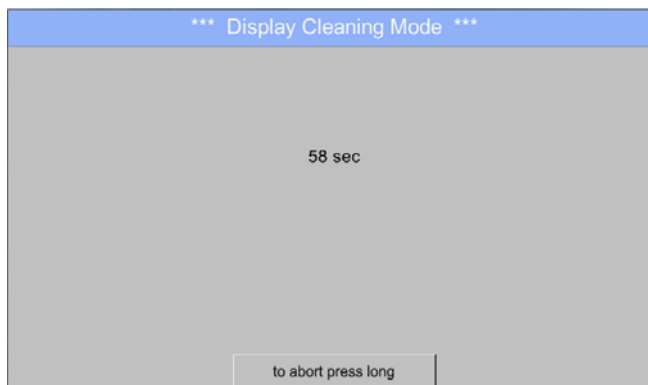 *** Display Cleaning Mode ***
58 sec
to abort press long